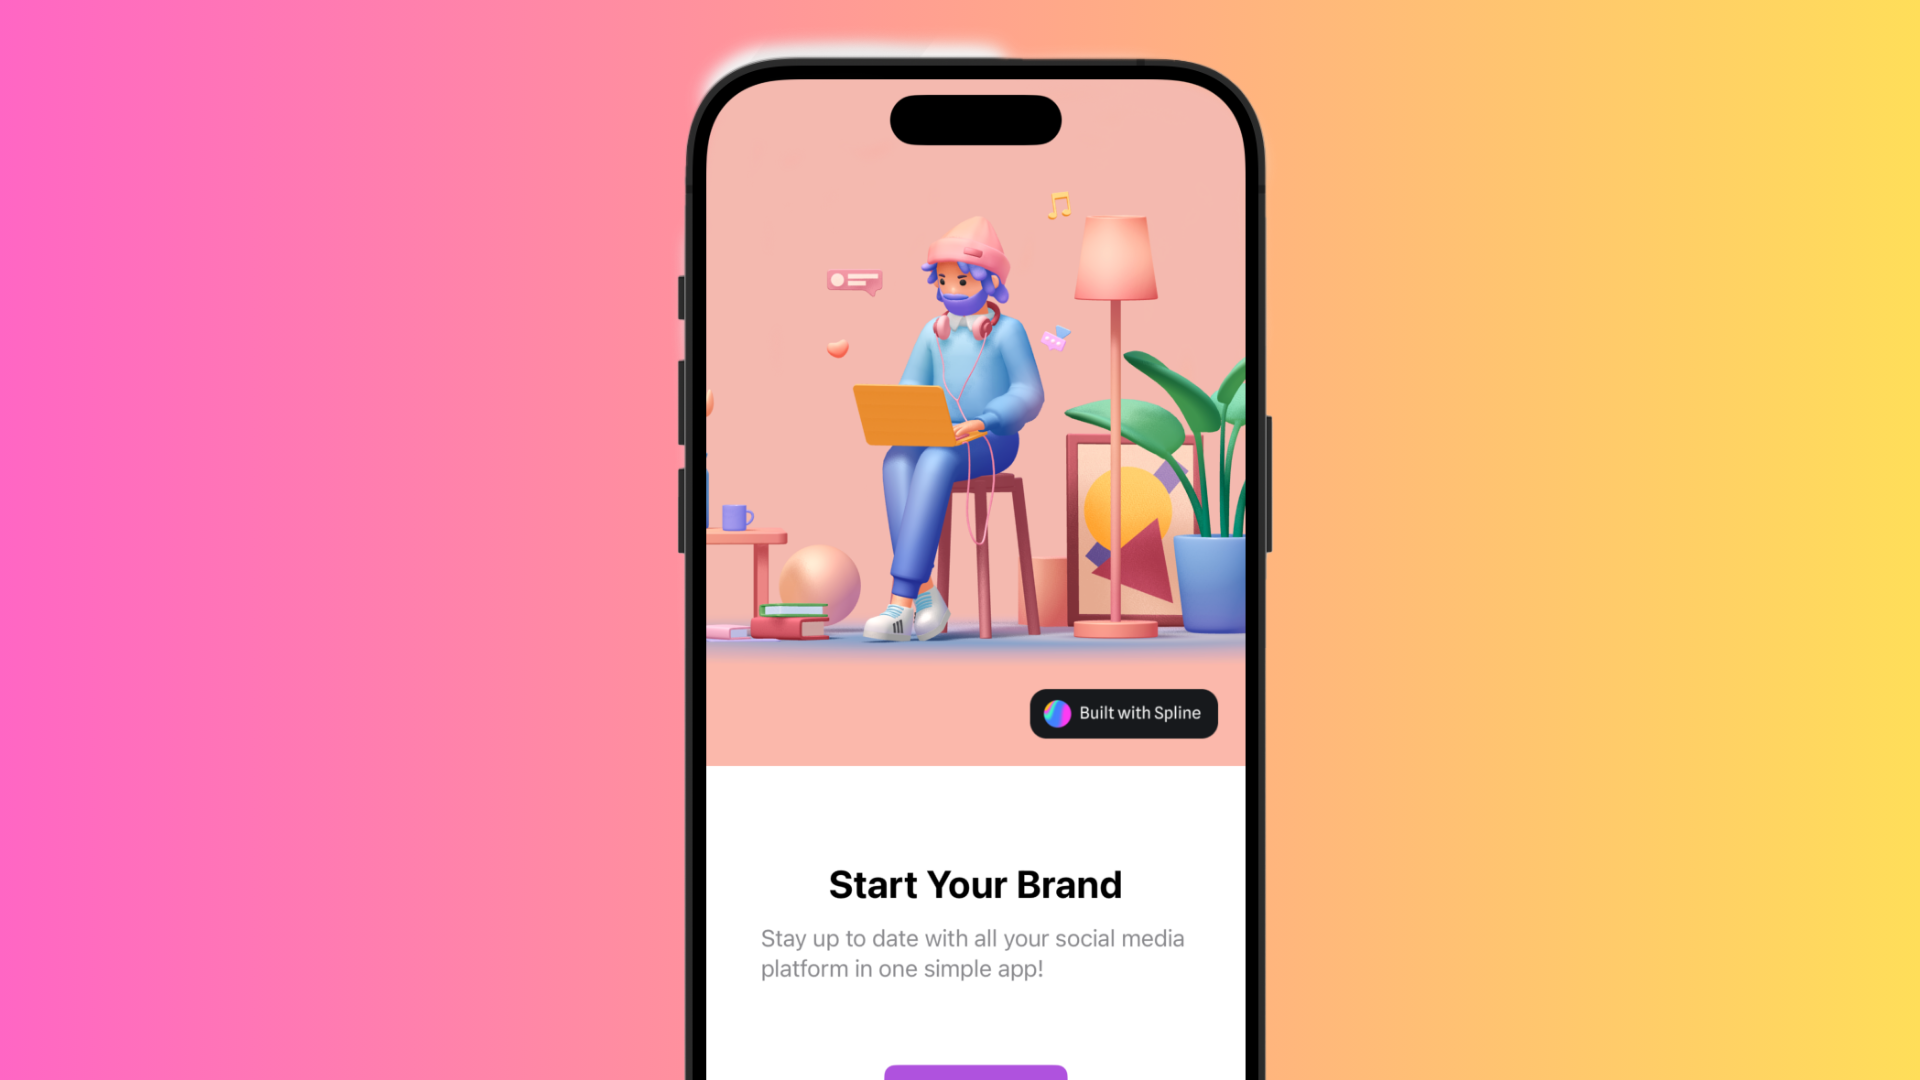 Built with Spline
Start Your Brand
Stay up to date with all your social media
platform in one simple app!